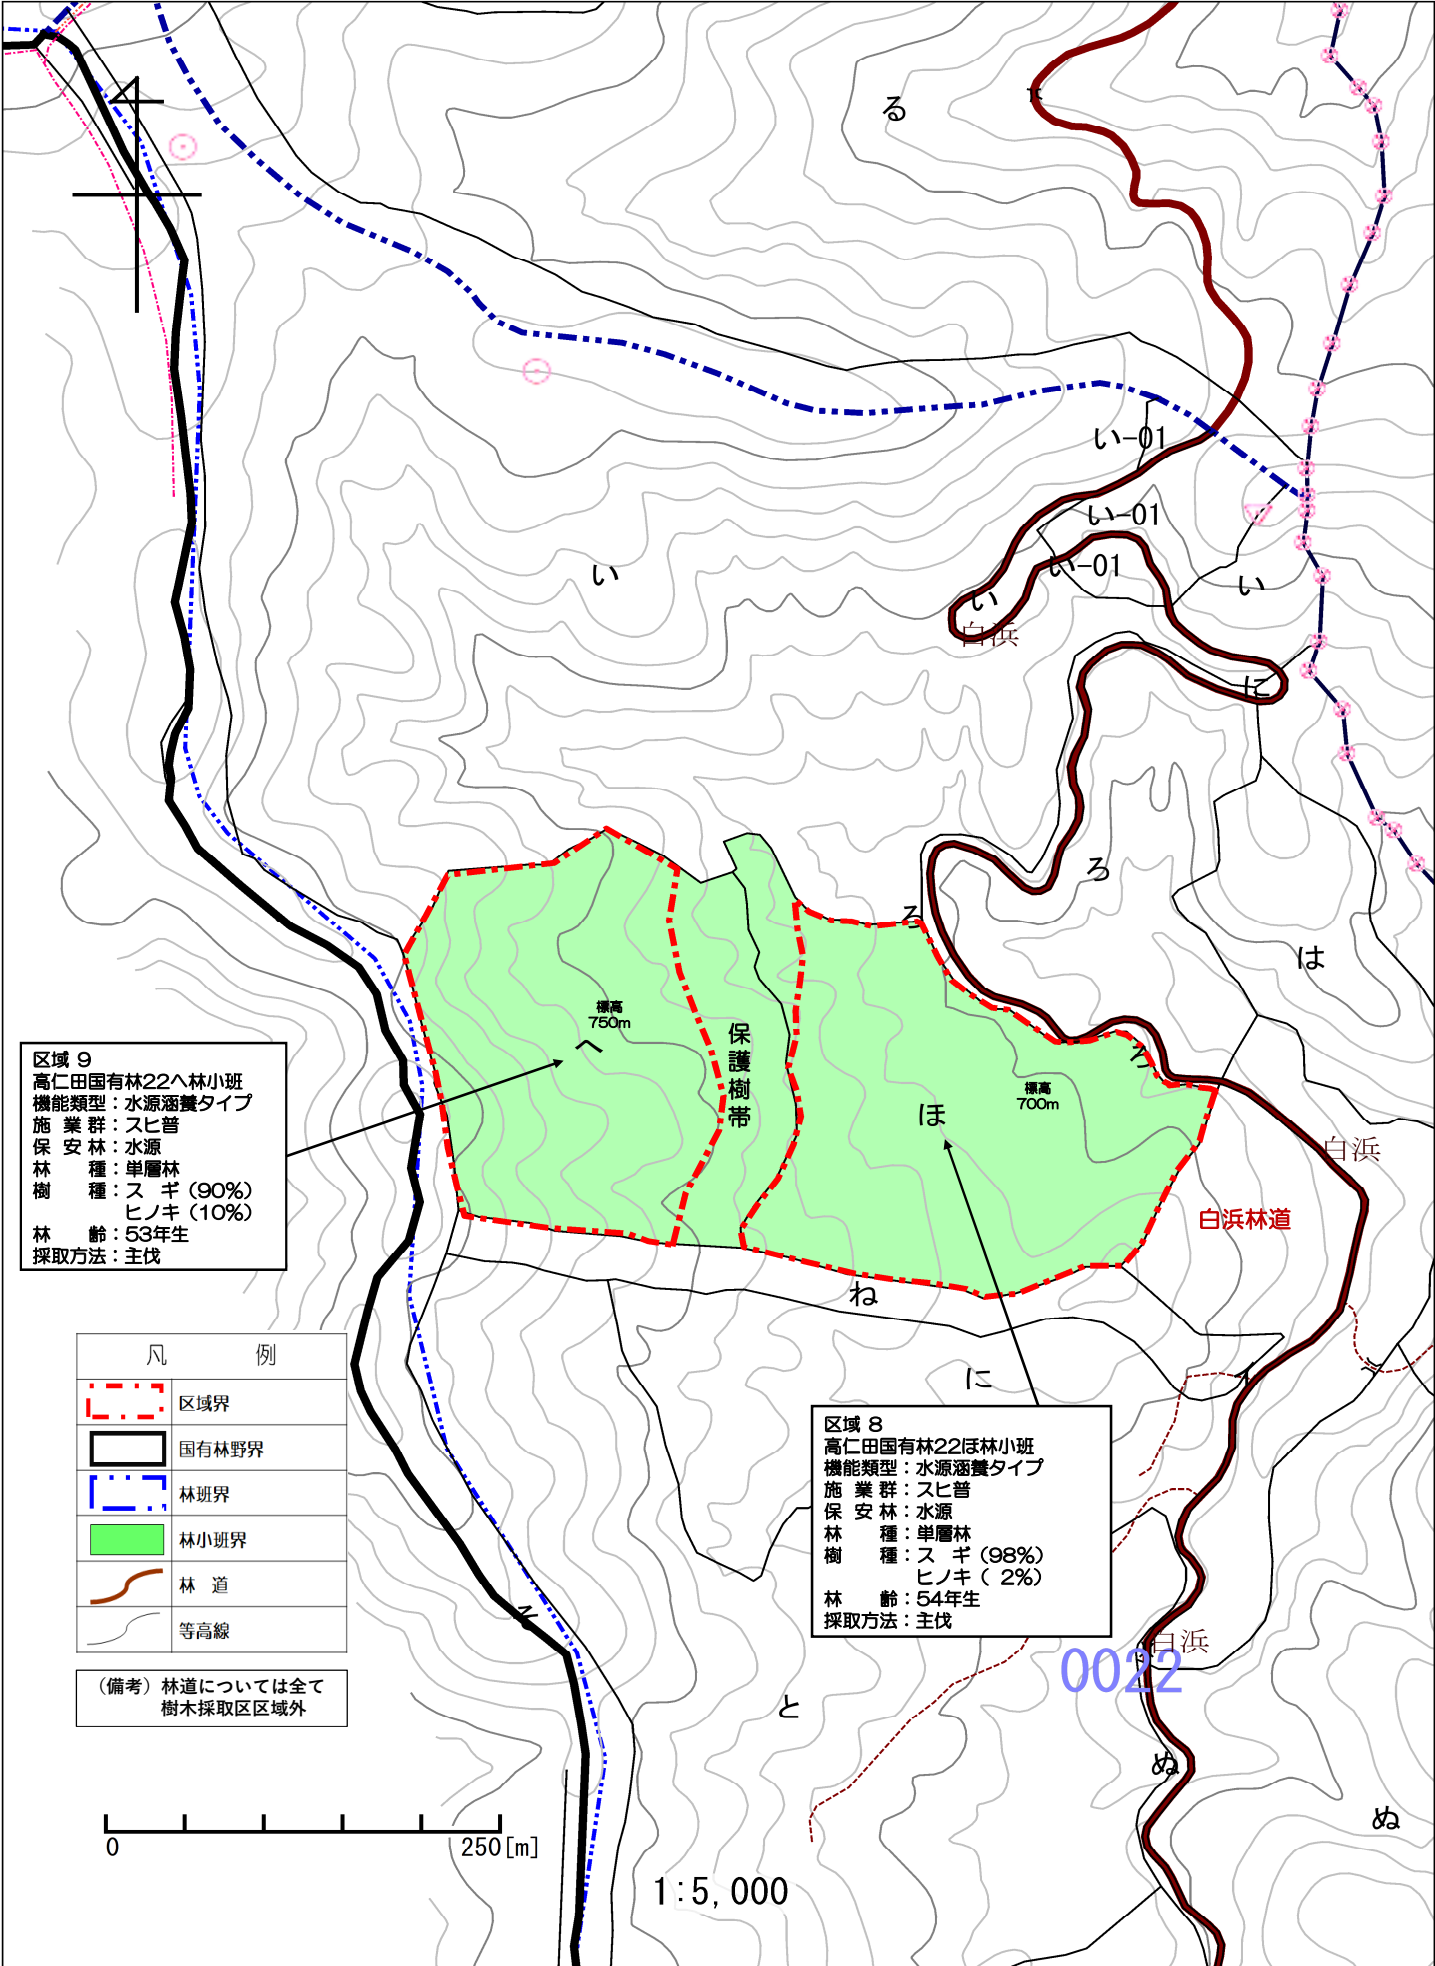 る
い-01
い-01
い-01
い
い
い
白浜
に
ろ
ろ
は
標高
750m
へ
保護樹帯
標高
700m
ほ
ろ
白浜
白浜林道
区域 9
高仁田国有林22へ林小班
機能類型：水源涵養タイプ
施 業 群：スヒ普
保 安 林：水源
林　　種：単層林
樹　　種：ス　ギ（90%）
ヒノキ（10%）
林　　齢：53年生
採取方法：主伐
ね
に
イ
凡　　例
区域界
国有林野界
林班界
林小班界
林　道
等高線
（備考）林道については全て
樹木採取区区域外
区域 8
高仁田国有林22ほ林小班
機能類型：水源涵養タイプ
施 業 群：スヒ普
保 安 林：水源
林　　種：単層林
樹　　種：ス　ギ（98%）
ヒノキ（ 2%）
林　　齢：54年生
採取方法：主伐
白浜
0022
と
ぬ
ぬ
0　250[m]
1:5,000